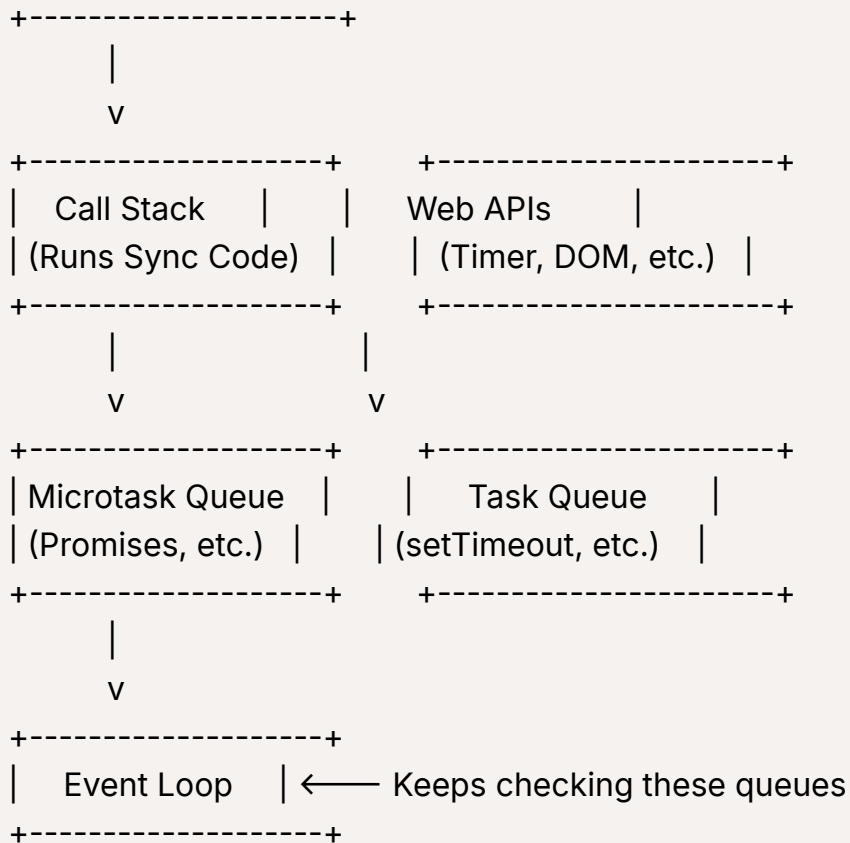 +---------------------+
|
v
+--------------------+ +-----------------------+
| Call Stack | | Web APIs |
| (Runs Sync Code) | | (Timer, DOM, etc.) |
+--------------------+ +-----------------------+
| |
v v
+--------------------+ +-----------------------+
| Microtask Queue | | Task Queue |
| (Promises, etc.) | | (setTimeout, etc.) |
+--------------------+ +-----------------------+
|
v
+--------------------+
| Event Loop | <---- Keeps checking these queues
+--------------------+